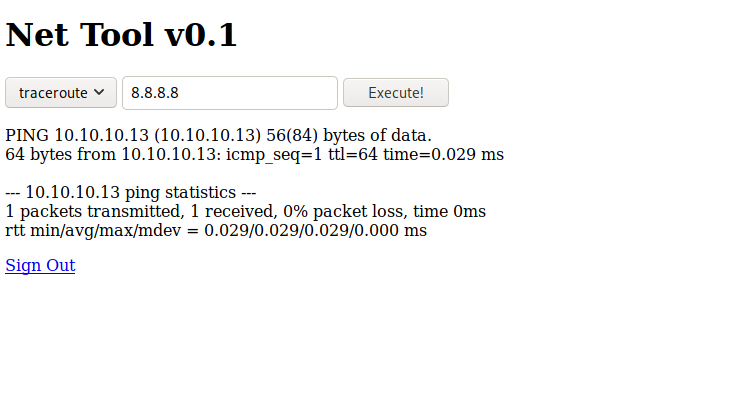 Net Tool v0.1
traceroute 8.8.8.8 Execute!
PING 10.10.10.13 (10.10.10.13) 56(84) bytes of data.
64 bytes from 10.10.10.13: icmp_seq=1 ttl=64 time=0.029 ms
--- 10.10.10.13 ping statistics ---
1 packets transmitted, 1 received, 0% packet loss, time 0ms
rtt min/avg/max/mdev = 0.029/0.029/0.029/0.000 ms
Sign Out